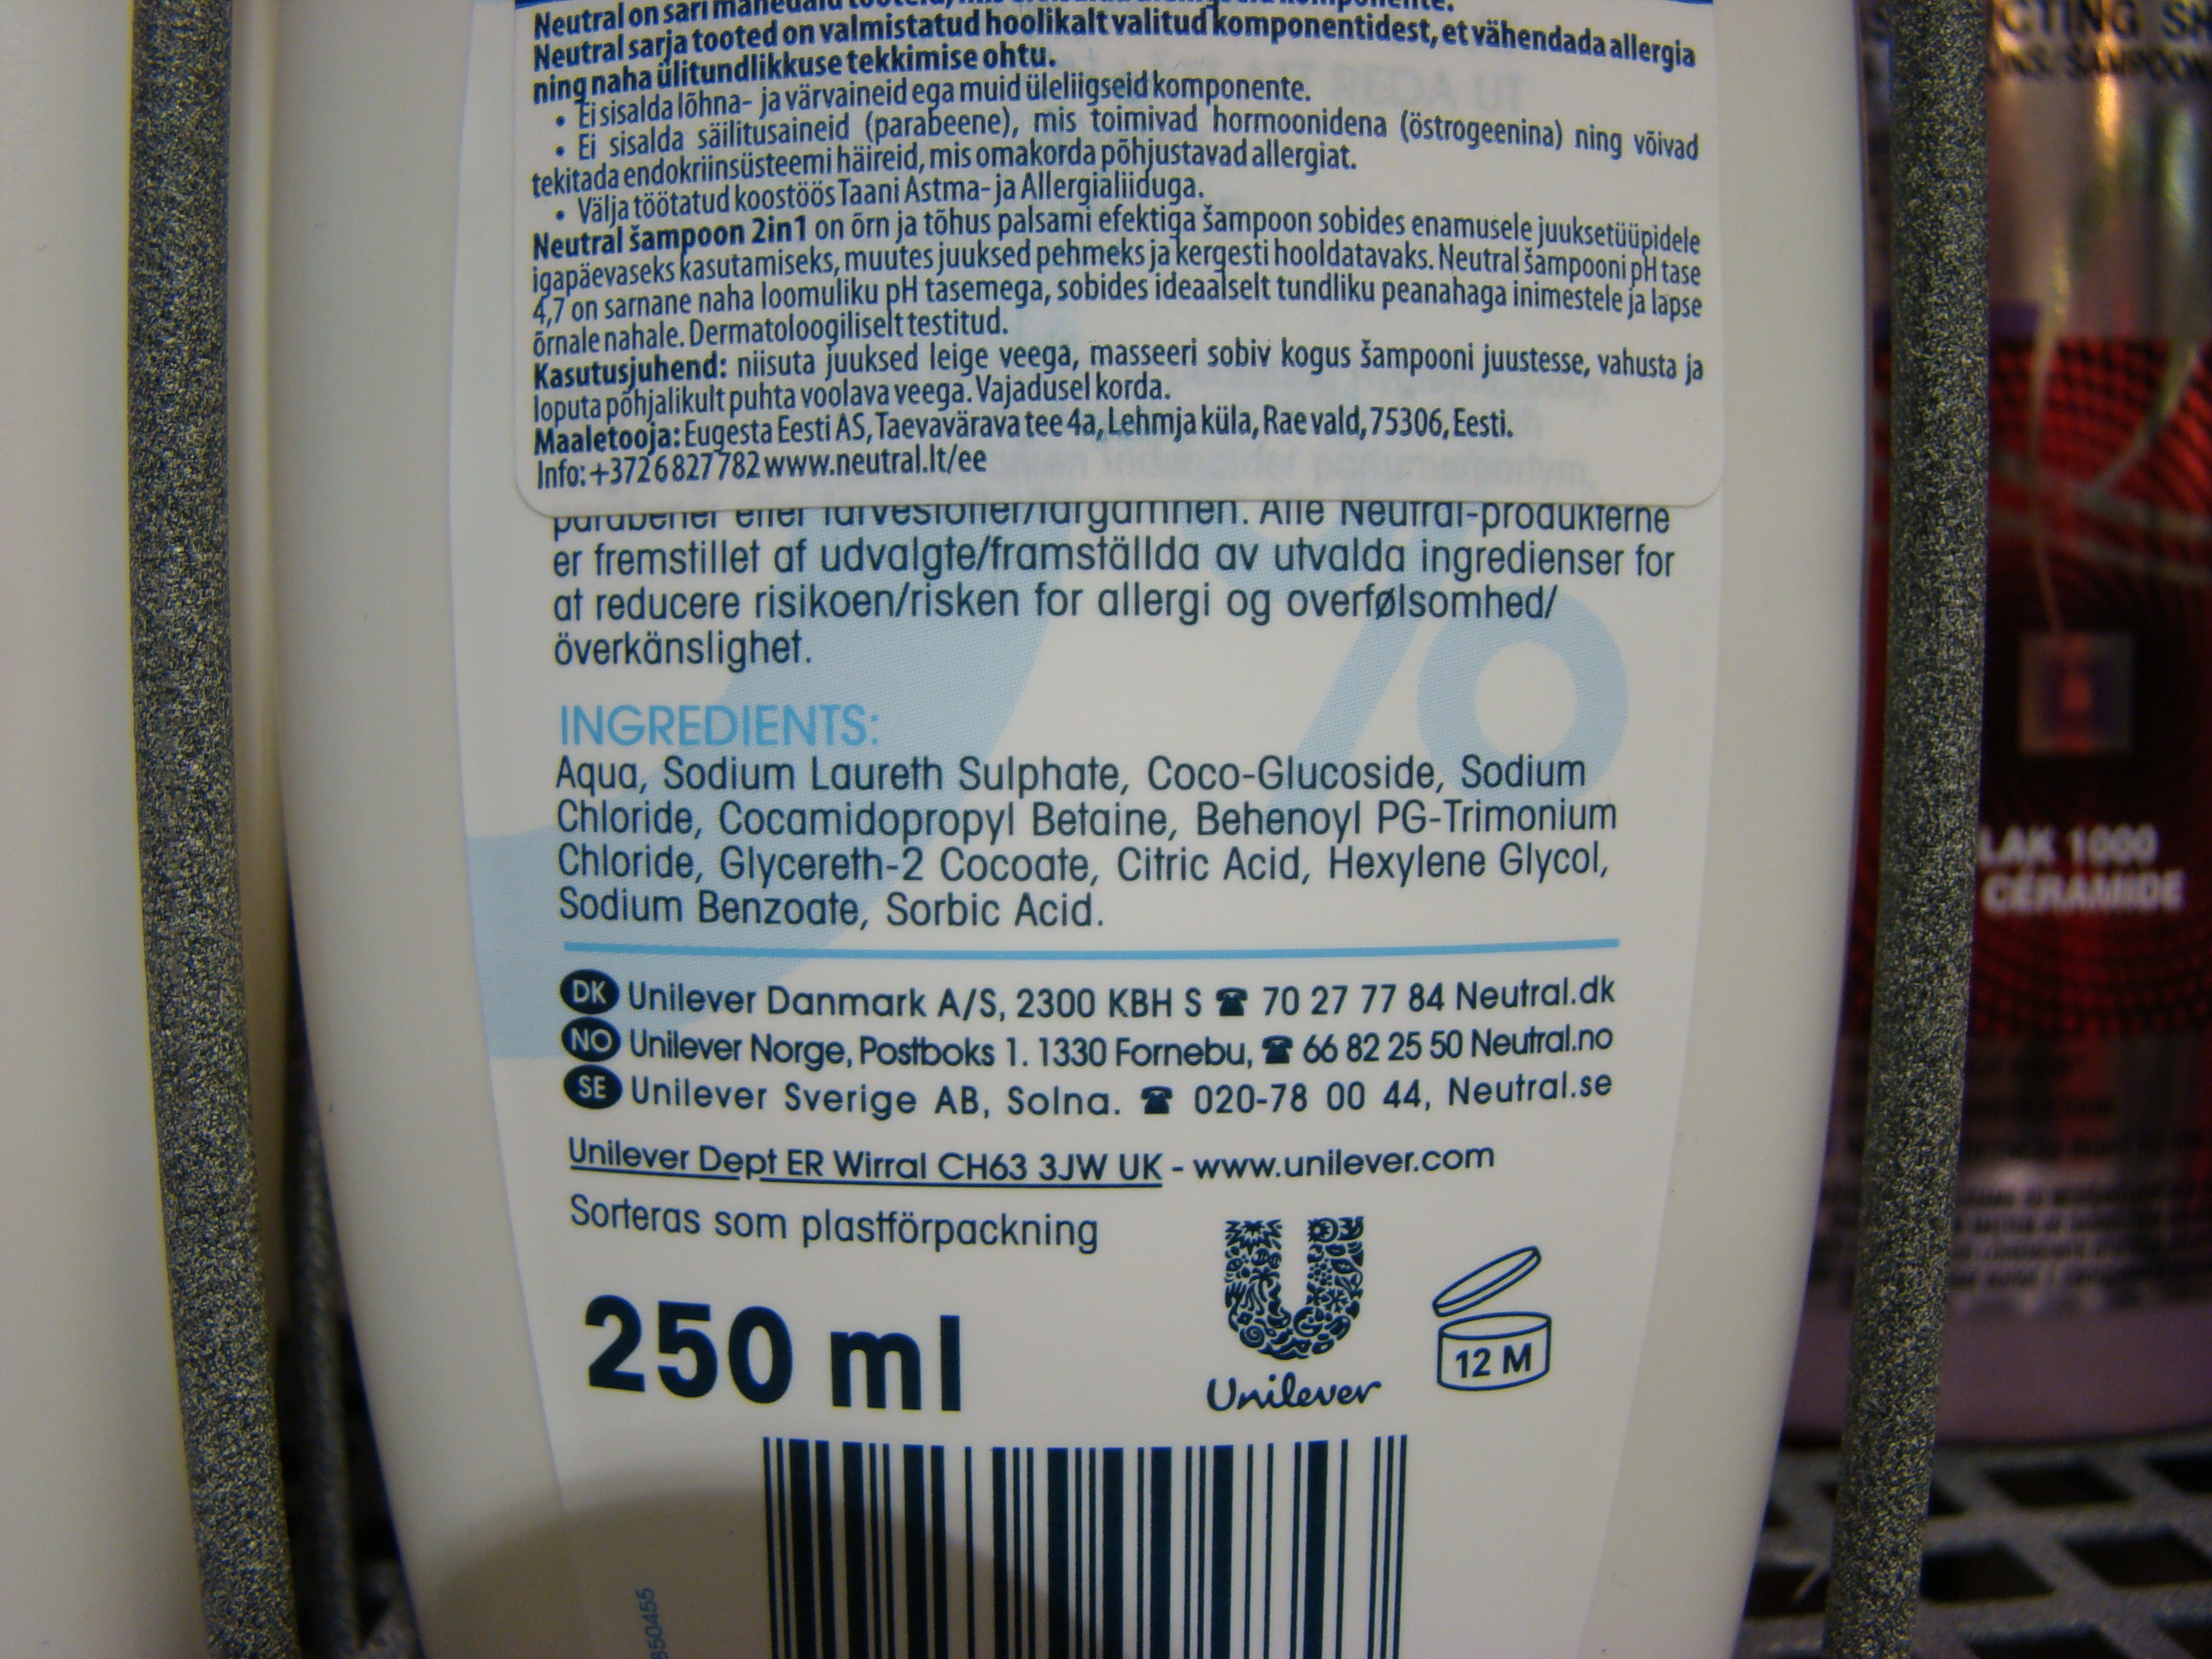 Neutral on sari
Neutral sarja tooted on valmistatud hoolikalt valitud komponentidest, et vähendada allergia
ning naha ülitundlikkuse tekkimise ohtu.
• Ei sisalda lõhna- ja värvaineid ega muid üleliigseid komponente.
• Ei sisalda säilitusaineid (parabeene), mis toimivad hormoonidena (östrogeenina) ning võivad
tekitada endokriinsüsteemi häireid, mis omakorda põhjustavad allergiat.
• Välja töötatud koostöös Taani Astma- ja Allergialiiduga.
Neutral šampoon 2in1 on õrn ja tõhus palsami efektiga šampoon sobides enamusele juuksetüüpidele
igapäevaseks kasutamiseks, muutes juuksed pehmeks ja kergesti hooldatavaks. Neutral šampooni pH tase
4,7 on sarnane naha loomuliku pH tasemega, sobides ideaalselt tundliku peanahaga inimestele ja lapse
õrnale nahale. Dermatoloogiliselt testitud.
Kasutusjuhend: niisuta juuksed leige veega, masseeri sobiv kogus šampooni juustesse, vahusta ja
loputa põhjalikult puhta voolava veega. Vajadusel korda.
Maaletooja: Eugesta Eesti AS, Taevavärava tee 4a, Lehmja küla, Rae vald, 75306, Eesti.
Info: +372 6 827 782 www.neutral.lt/ee
parabener eller farvestoffer/färgämnen. Alle Neutral-produkterne
er fremstillet af udvalgte/framställda av utvalda ingredienser for
at reducere risikoen/risken for allergi og overfølsomhed/
överkänslighet.
INGREDIENTS:
Aqua, Sodium Laureth Sulphate, Coco-Glucoside, Sodium
Chloride, Cocamidopropyl Betaine, Behenoyl PG-Trimonium
Chloride, Glycereth-2 Cocoate, Citric Acid, Hexylene Glycol,
Sodium Benzoate, Sorbic Acid.
DK Unilever Danmark A/S, 2300 KBH S ☎ 70 27 77 84 Neutral.dk
NO Unilever Norge, Postboks 1. 1330 Fornebu, ☎ 66 82 25 50 Neutral.no
SE Unilever Sverige AB, Solna. ☎ 020-78 00 44, Neutral.se
Unilever Dept ER Wirral CH63 3JW UK - www.unilever.com
Sorteras som plastförpackning
250 ml
Unilever
12 M
850455
LAK 1000
CÉRAMIDE